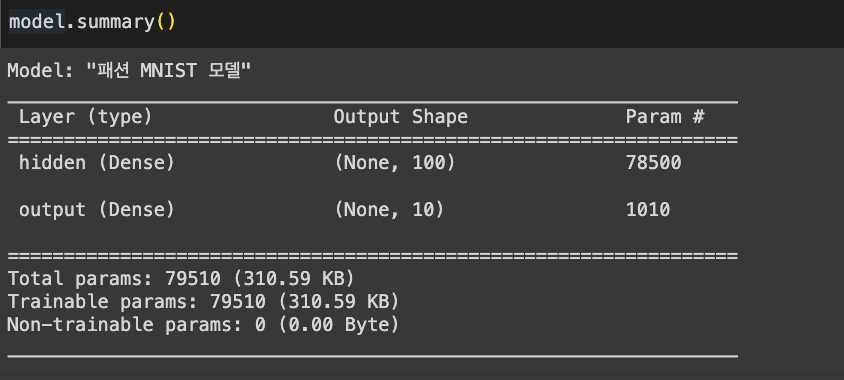 model.summary()
Model: "패션 MNIST 모델"
Layer (type) Output Shape Param #
=================================================================
hidden (Dense) (None, 100) 78500
output (Dense) (None, 10) 1010
=================================================================
Total params: 79510 (310.59 KB)
Trainable params: 79510 (310.59 KB)
Non-trainable params: 0 (0.00 Byte)